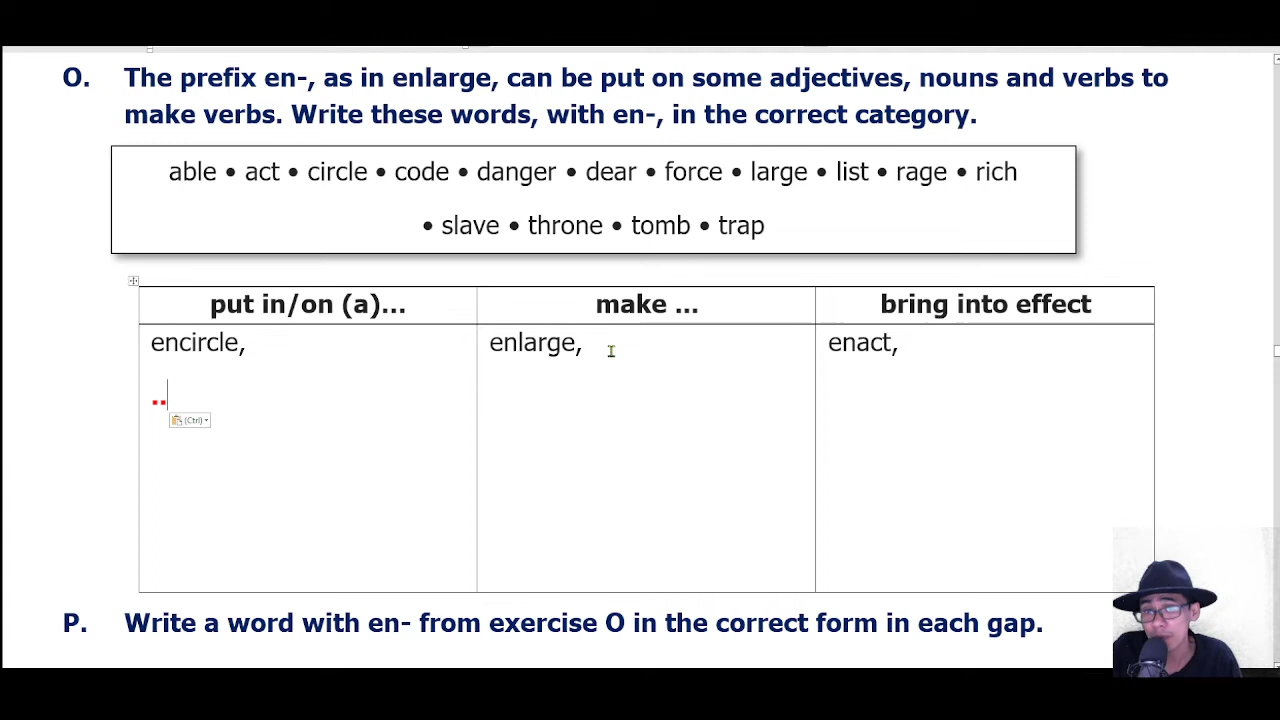 O. The prefix en-, as in enlarge, can be put on some adjectives, nouns and verbs to
make verbs. Write these words, with en-, in the correct category.
able • act • circle • code • danger • dear • force • large • list • rage • rich
• slave • throne • tomb • trap
put in/on (a)... make ... bring into effect
encircle, enlarge, enact,
..
(Ctrl)
P. Write a word with en- from exercise O in the correct form in each gap.